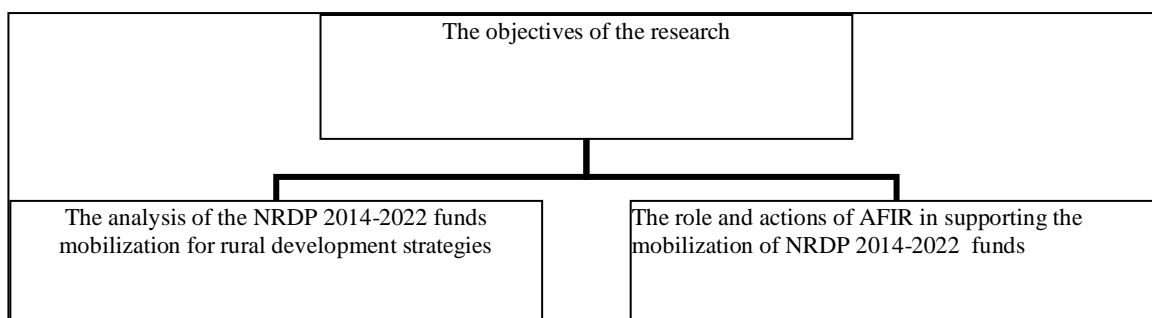 The objectives of the research
The analysis of the NRDP 2014-2022 funds
mobilization for rural development strategies
The role and actions of AFIR in supporting the
mobilization of NRDP 2014-2022 funds